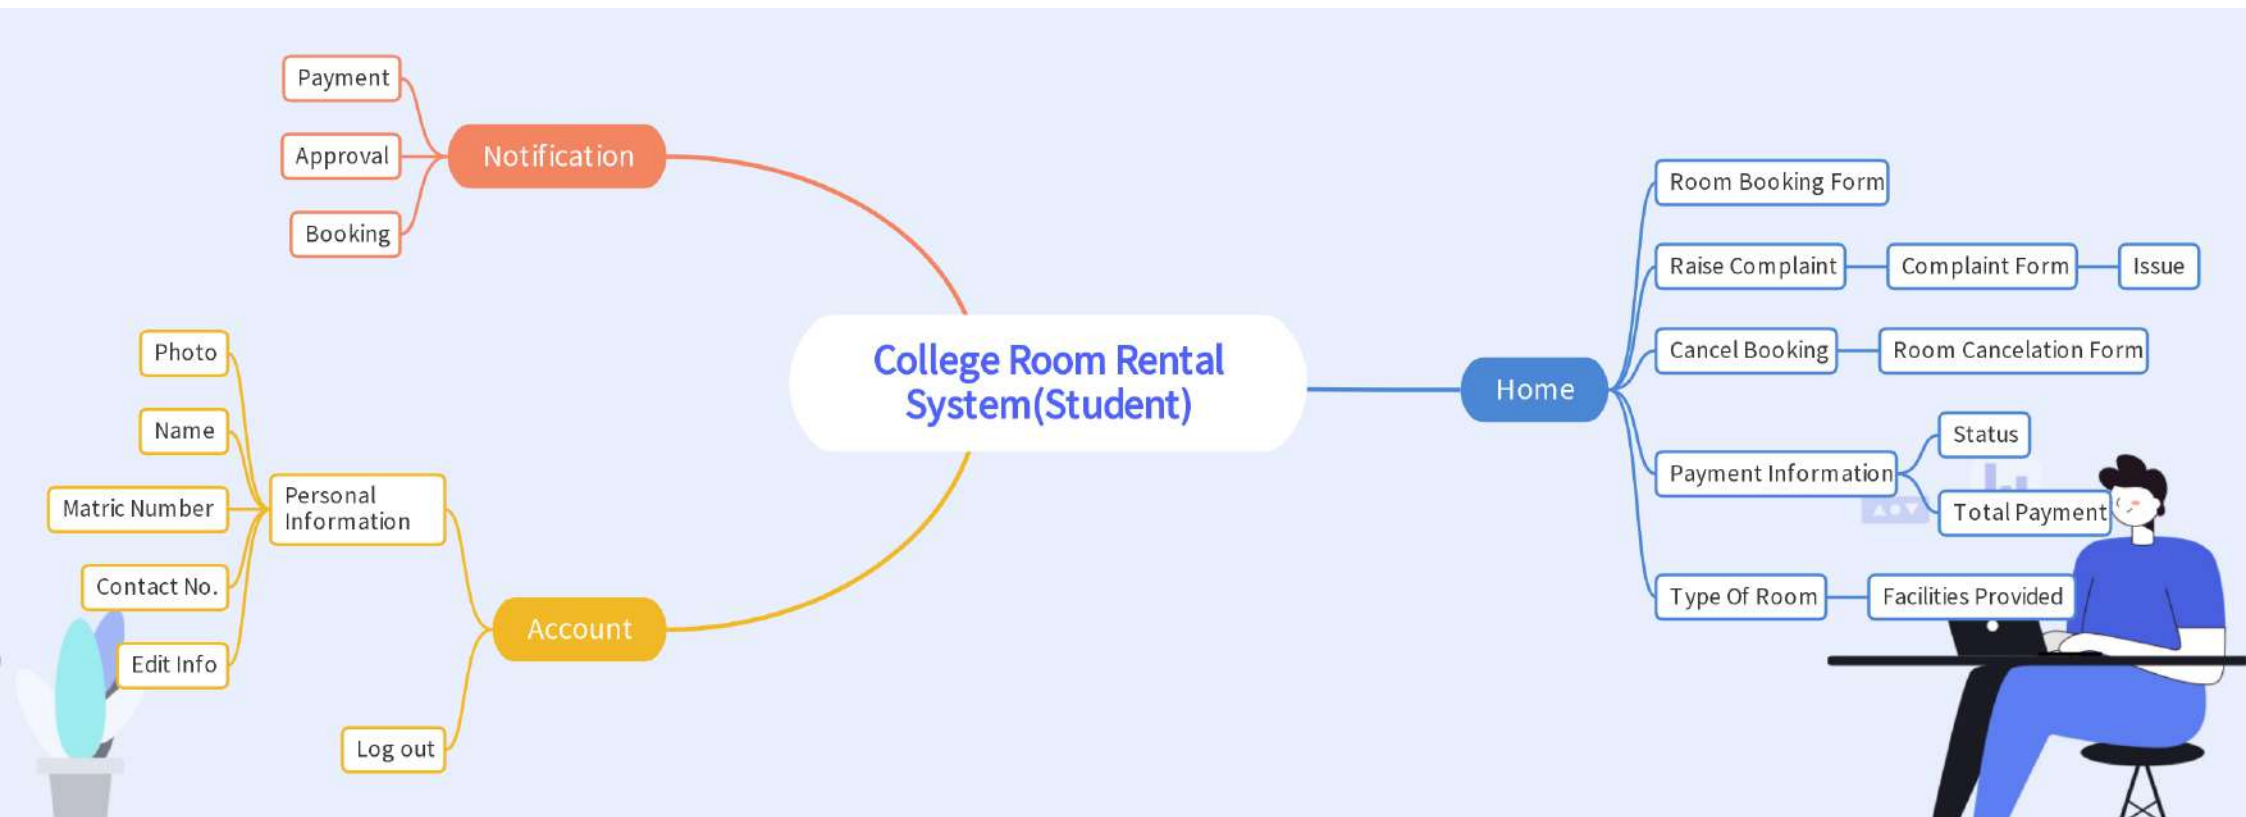 College Room Rental
System(Student)
Notification
Payment
Approval
Booking
Account
Personal
Information
Photo
Name
Matric Number
Contact No.
Edit Info
Log out
Home
Room Booking Form
Raise Complaint
Complaint Form
Issue
Cancel Booking
Room Cancelation Form
Payment Information
Status
Total Payment
Type Of Room
Facilities Provided